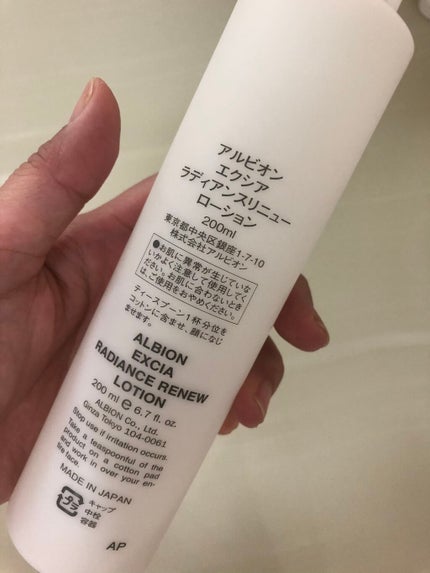 アルビオン
エクシア
ラディアンスリニュー
ローション
200ml
東京都中央区銀座1-7-10
株式会社アルビオン
●お肌に異常が生じていな
いかよく注意して使用してく
ださい。お肌に合わないとき
は、ご使用をおやめください。
ティースプーン1杯分位を
コットンに含ませ、顔になじ
ませます。
ALBION
EXCIA
RADIANCE RENEW
LOTION
200 ml e 6.7 fl. oz.
ALBION Co., Ltd.
Ginza Tokyo 104-0061
Stop use if irritation occurs.
Take a teaspoonful of the
product on a cotton pad
and work in over your en-
tire face.
MADE IN JAPAN
プラ
キャップ
中栓
容器
AP